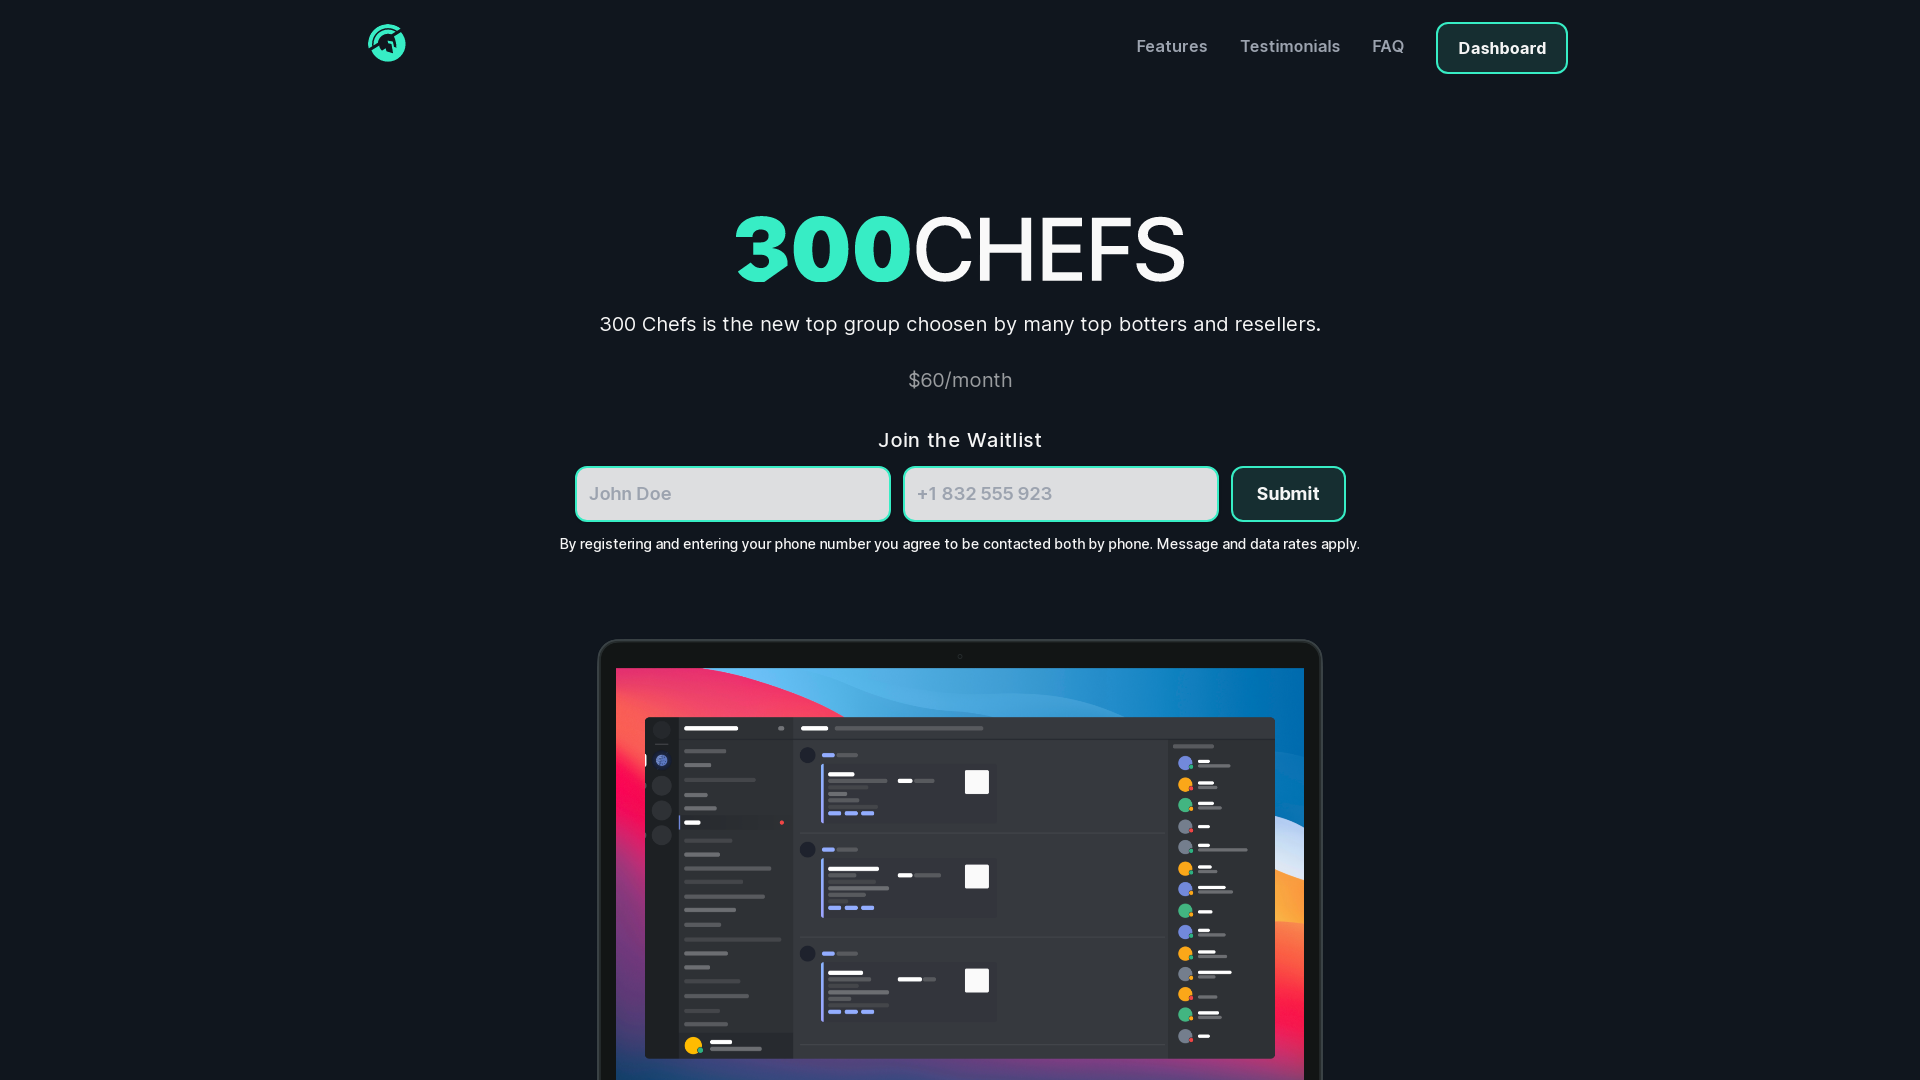 Features Testimonials FAQ Dashboard
300CHEFS
300 Chefs is the new top group choosen by many top botters and resellers.
$60/month
Join the Waitlist
John Doe +1 832 555 923 Submit
By registering and entering your phone number you agree to be contacted both by phone. Message and data rates apply.